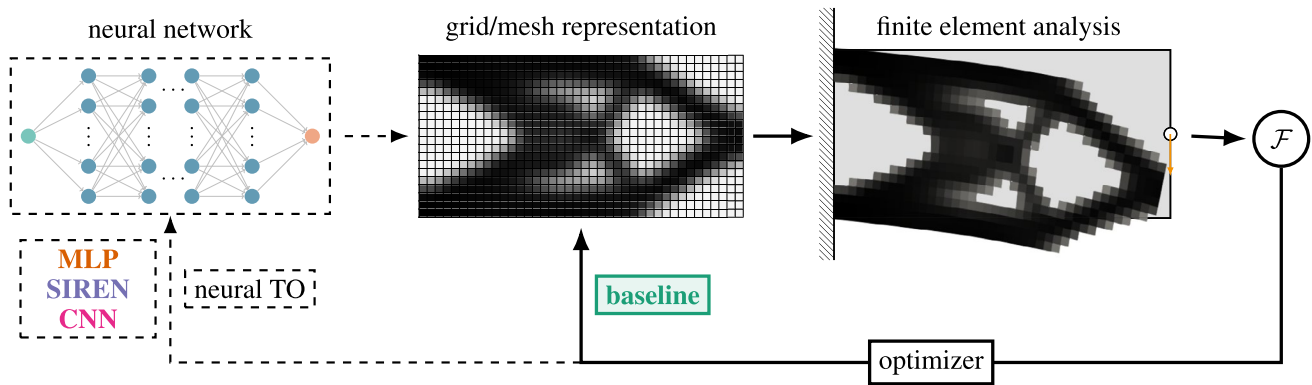 neural network
grid/mesh representation
finite element analysis
ℱ
MLP
SIREN
CNN
neural TO
baseline
optimizer